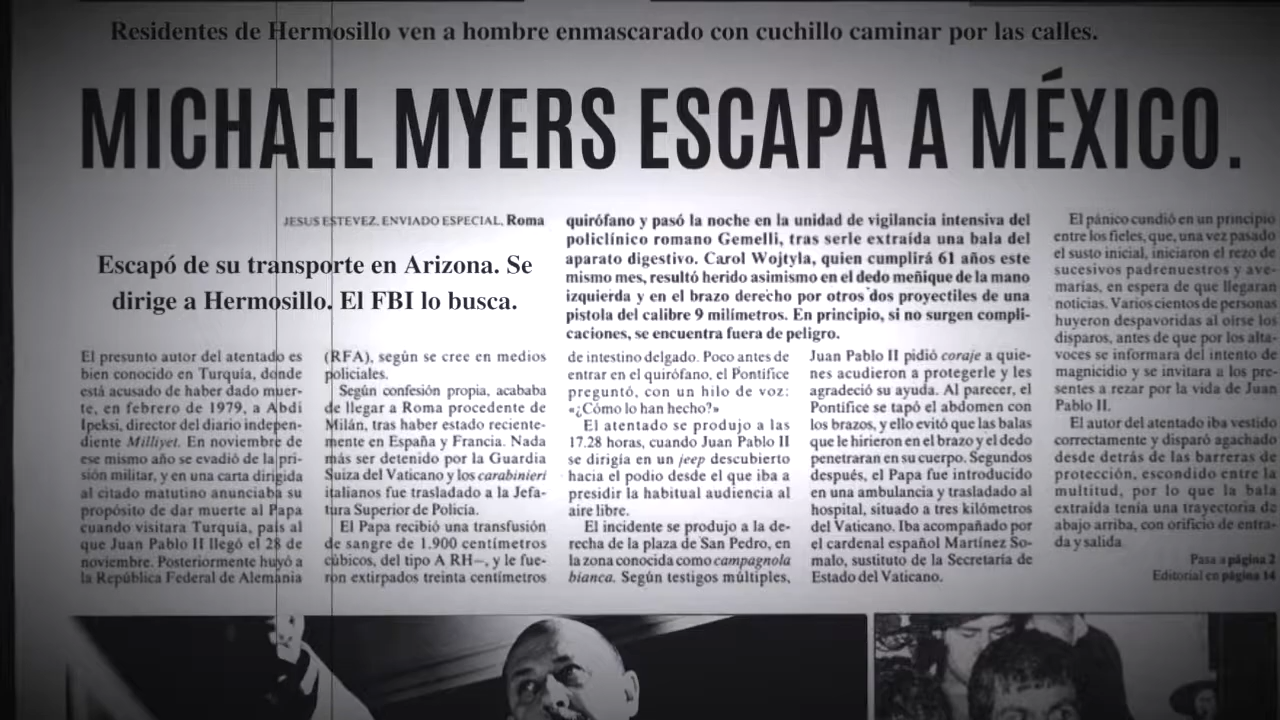 Residentes de Hermosillo ven a hombre enmascarado con cuchillo caminar por las calles.
MICHAEL MYERS ESCAPA A MÉXICO.
JESUS ESTEVEZ, ENVIADO ESPECIAL, Roma
Escapó de su transporte en Arizona. Se
dirige a Hermosillo. El FBI lo busca.
quirófano y pasó la noche en la unidad de vigilancia intensiva del
policlínico romano Gemelli, tras serle extraída una bala del
aparato digestivo. Carol Wojtyla, quien cumplirá 61 años este
mismo mes, resultó herido asimismo en el dedo meñique de la mano
izquierda y en el brazo derecho por otros dos proyectiles de una
pistola del calibre 9 milímetros. En principio, si no surgen compli-
caciones, se encuentra fuera de peligro.
El presunto autor del atentado es
bien conocido en Turquía, donde
está acusado de haber dado muer-
te, en febrero de 1979, a Abdi
Ipeksi, director del diario indepen-
diente Milliyet. En noviembre de
ese mismo año se evadió de la pri-
sión militar, y en una carta dirigida
al citado matutino anunciaba su
propósito de dar muerte al Papa
cuando visitara Turquía, país al
que Juan Pablo II llegó el 28 de
noviembre. Posteriormente huyó a
la República Federal de Alemania
(RFA), según se cree en medios
policiales.
Según confesión propia, acababa
de llegar a Roma procedente de
Milán, tras haber estado reciente-
mente en España y Francia. Nada
más ser detenido por la Guardia
Suiza del Vaticano y los carabinieri
italianos fue trasladado a la Jefa-
tura Superior de Policía.
El Papa recibió una transfusión
de sangre de 1.900 centímetros
cúbicos, del tipo A RH–, y le fue-
ron extirpados treinta centímetros
de intestino delgado. Poco antes de
entrar en el quirófano, el Pontífice
preguntó, con un hilo de voz:
«¿Cómo lo han hecho?»
El atentado se produjo a las
17.28 horas, cuando Juan Pablo II
se dirigía en un jeep descubierto
hacia el podio desde el que iba a
presidir la habitual audiencia al
aire libre.
El incidente se produjo a la de-
recha de la plaza de San Pedro, en
la zona conocida como campagnola
bianca. Según testigos múltiples,
Juan Pablo II pidió coraje a quie-
nes acudieron a protegerle y les
agradeció su ayuda. Al parecer, el
Pontífice se tapó el abdomen con
los brazos, y ello evitó que las balas
que le hirieron en el brazo y el dedo
penetraran en su cuerpo. Segundos
después, el Papa fue introducido
en una ambulancia y trasladado al
hospital, situado a tres kilómetros
del Vaticano. Iba acompañado por
el cardenal español Martínez So-
malo, sustituto de la Secretaría de
Estado del Vaticano.
El pánico cundió en un principio
entre los fieles, que, una vez pasado
el susto inicial, iniciaron el rezo de
sucesivos padrenuestros y ave-
marías, en espera de que llegaran
noticias. Varios cientos de personas
huyeron despavoridas al oírse los
disparos, antes de que por los alta-
voces se informara del intento de
magnicidio y se invitara a los pre-
sentes a rezar por la vida de Juan
Pablo II.
El autor del atentado iba vestido
correctamente y disparó agachado
desde detrás de las barreras de
protección, escondido entre la
multitud, por lo que la bala
extraída tenía una trayectoria de
abajo arriba, con orificio de entra-
da y salida.
Pasa a página 2
Editorial en página 14